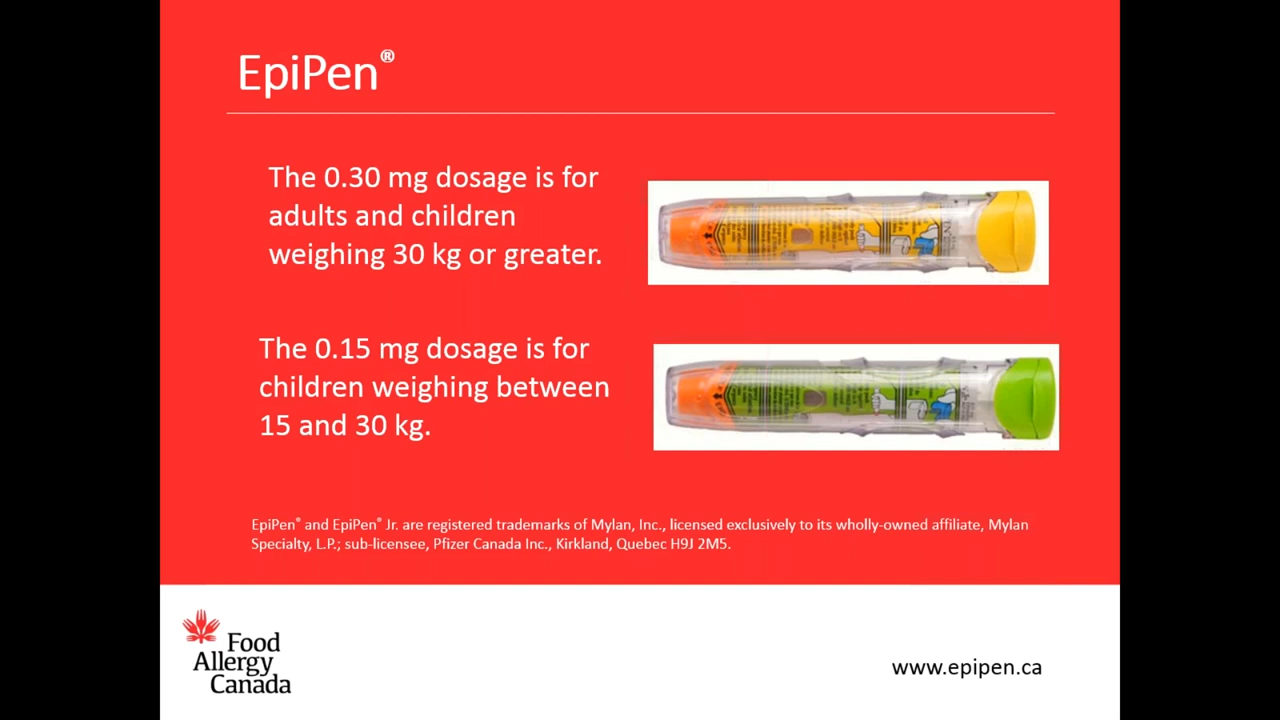 EpiPen®
The 0.30 mg dosage is for
adults and children
weighing 30 kg or greater.
The 0.15 mg dosage is for
children weighing between
15 and 30 kg.
EpiPen® and EpiPen® Jr. are registered trademarks of Mylan, Inc., licensed exclusively to its wholly-owned affiliate, Mylan
Specialty, L.P.; sub-licensee, Pfizer Canada Inc., Kirkland, Quebec H9J 2M5.
Food
Allergy
Canada
www.epipen.ca